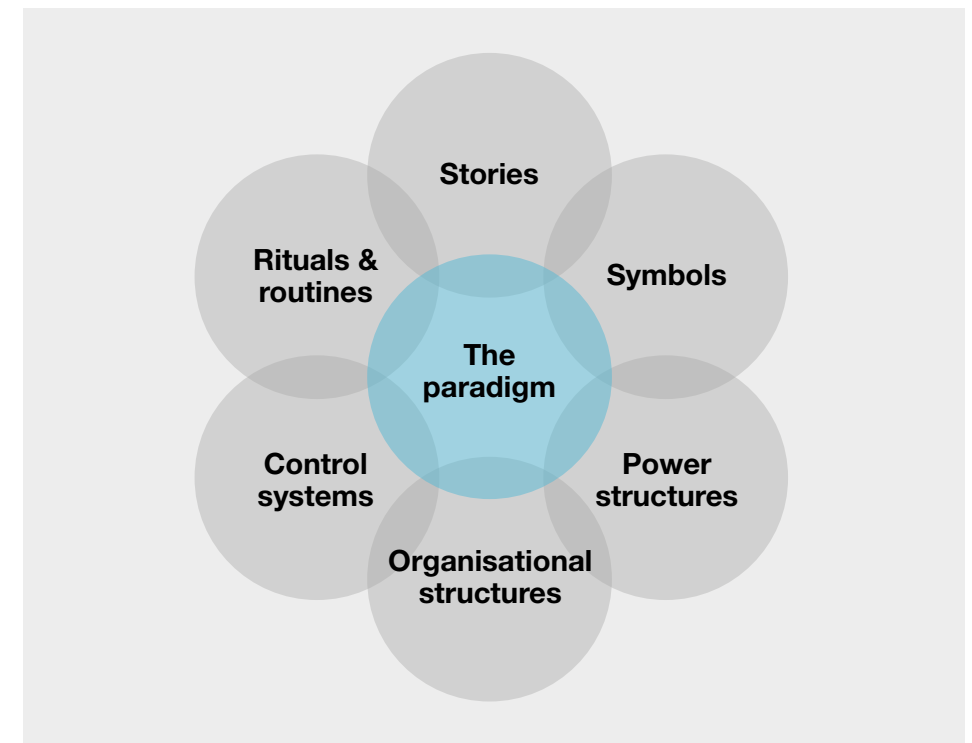 Stories
Rituals &
routines
Symbols
The
paradigm
Control
systems
Power
structures
Organisational
structures